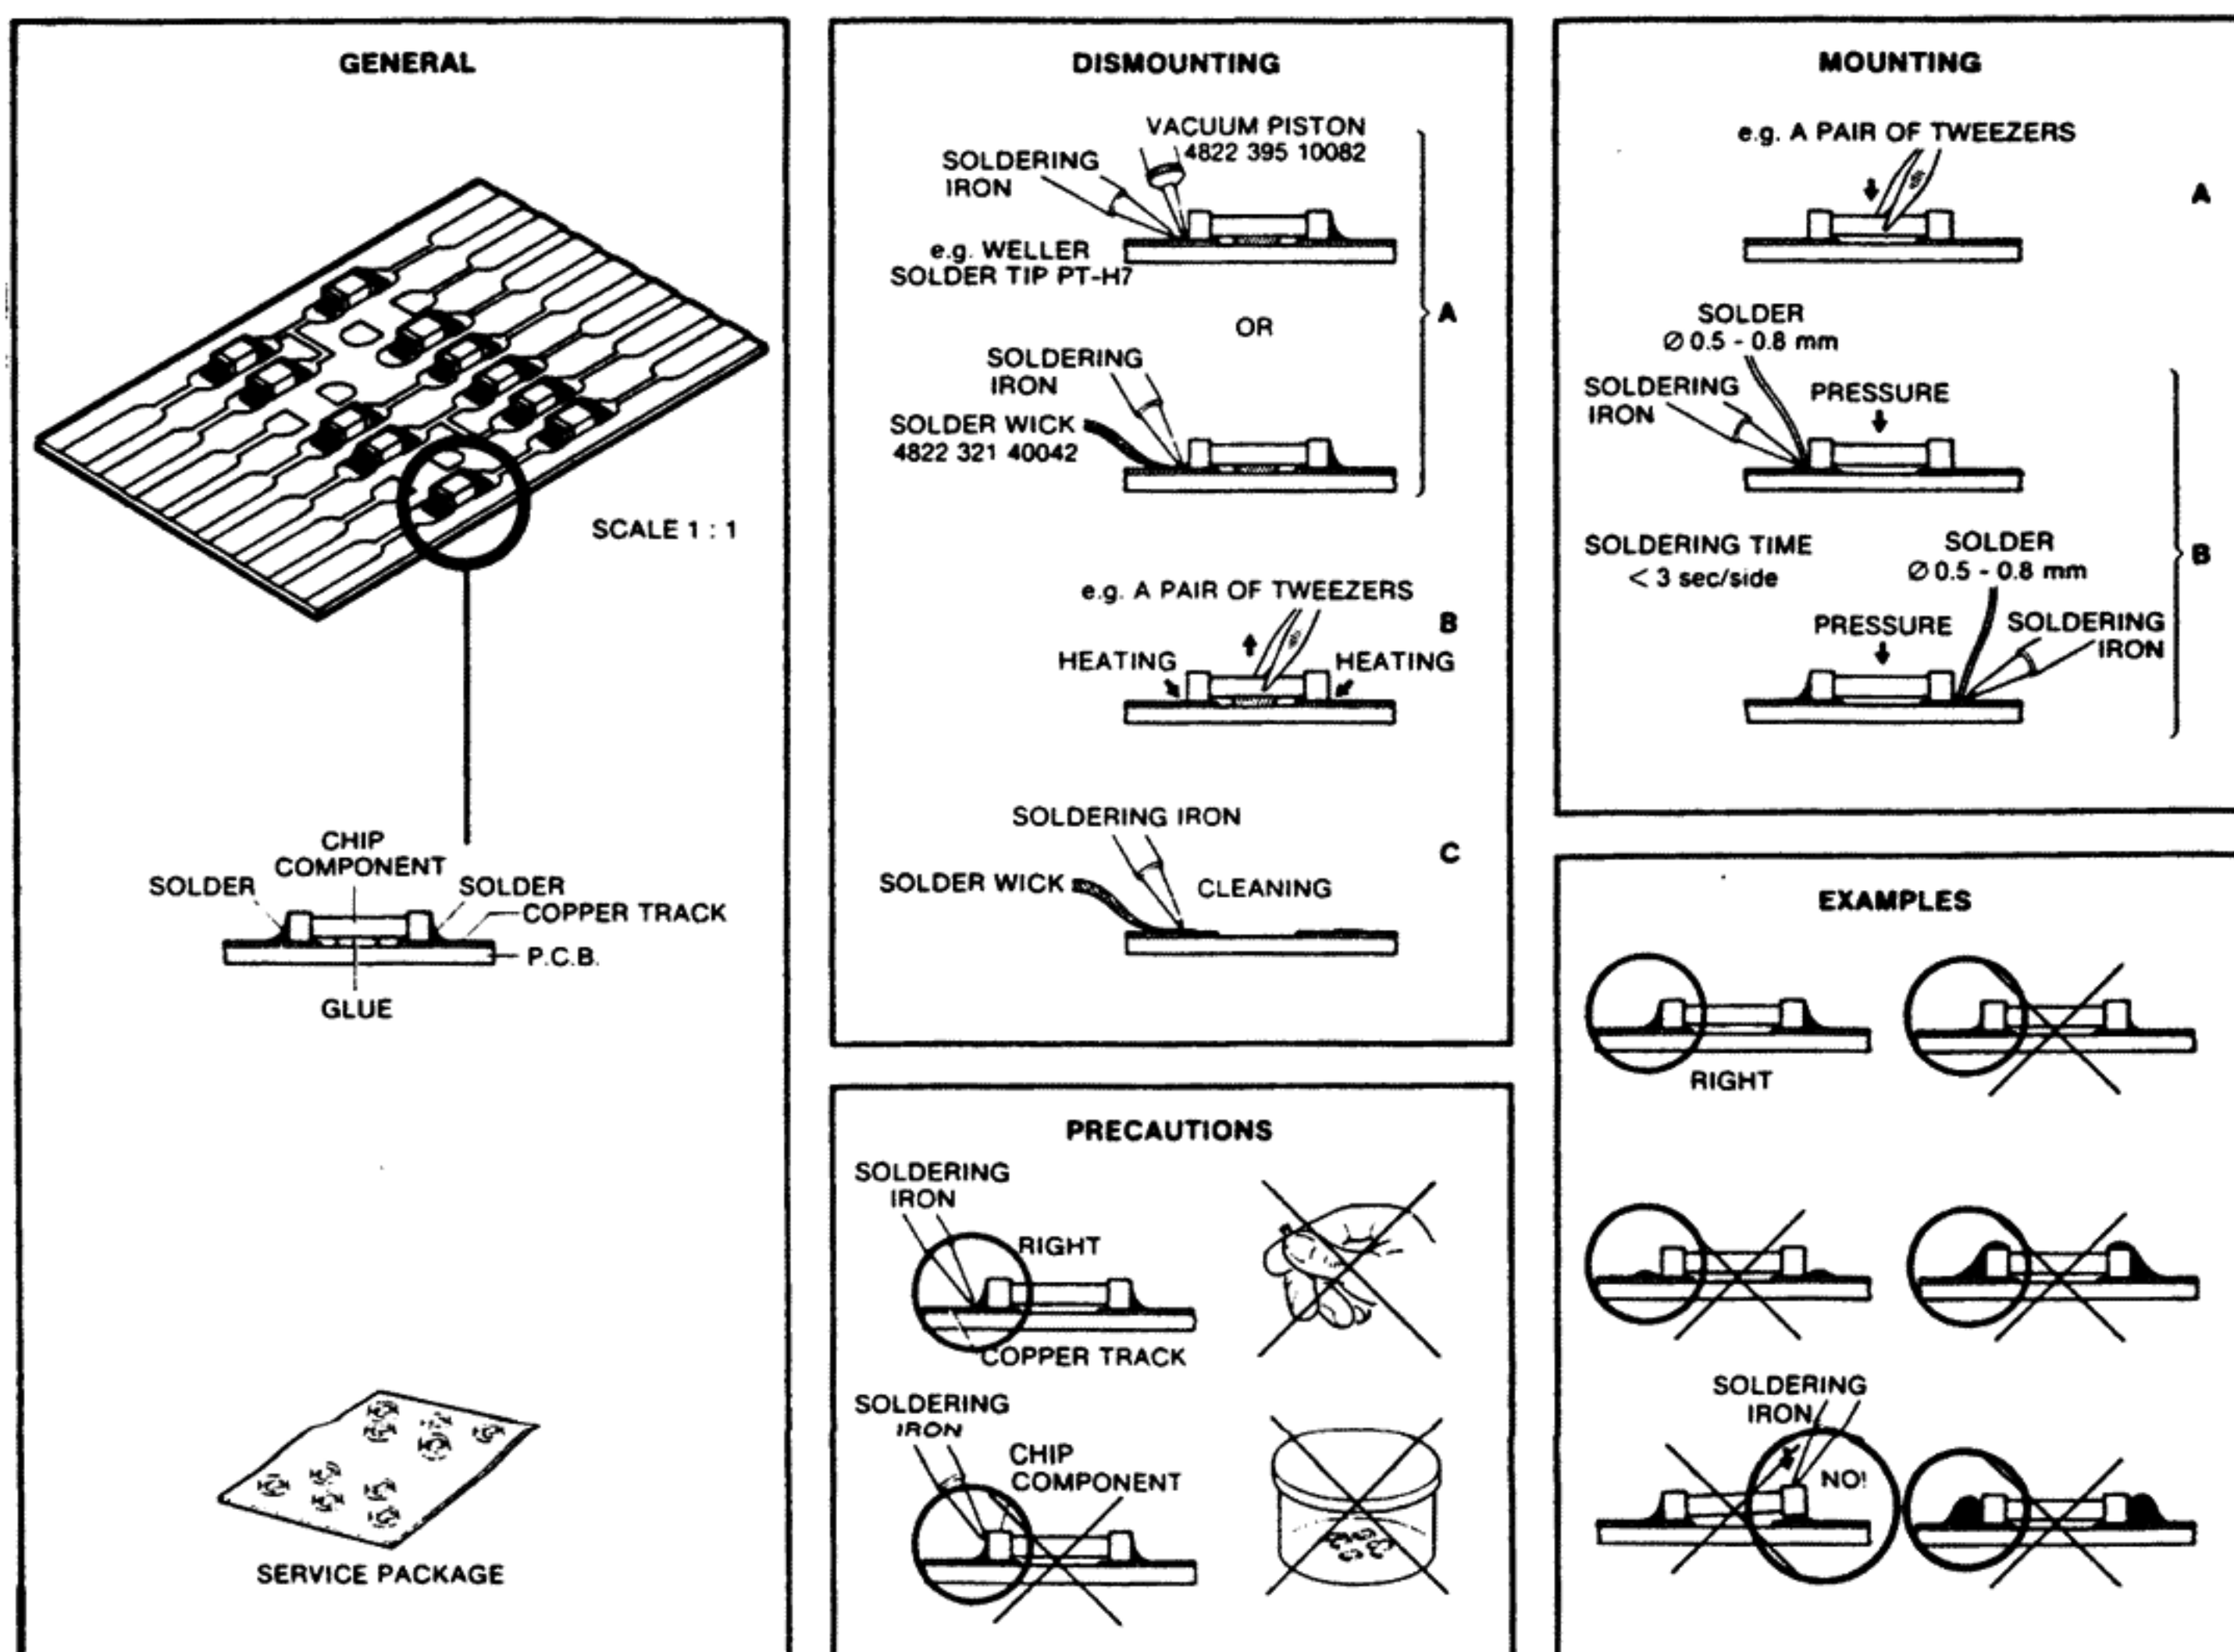 GENERAL
SCALE 1 : 1
CHIP
COMPONENT
SOLDER
SOLDER
COPPER TRACK
P.C.B.
GLUE
SERVICE PACKAGE
DISMOUNTING
VACUUM PISTON
4822 395 10082
SOLDERING
IRON
e.g. WELLER
SOLDER TIP PT-H7
A
OR
SOLDERING
IRON
SOLDER WICK
4822 321 40042
e.g. A PAIR OF TWEEZERS
B
HEATING
HEATING
SOLDERING IRON
C
SOLDER WICK
CLEANING
PRECAUTIONS
SOLDERING
IRON
RIGHT
COPPER TRACK
SOLDERING
IRON
CHIP
COMPONENT
MOUNTING
e.g. A PAIR OF TWEEZERS
A
SOLDER
Ø 0.5 - 0.8 mm
SOLDERING
IRON
PRESSURE
SOLDERING TIME
< 3 sec/side
SOLDER
Ø 0.5 - 0.8 mm
B
PRESSURE
SOLDERING
IRON
EXAMPLES
RIGHT
SOLDERING
IRON
NO!